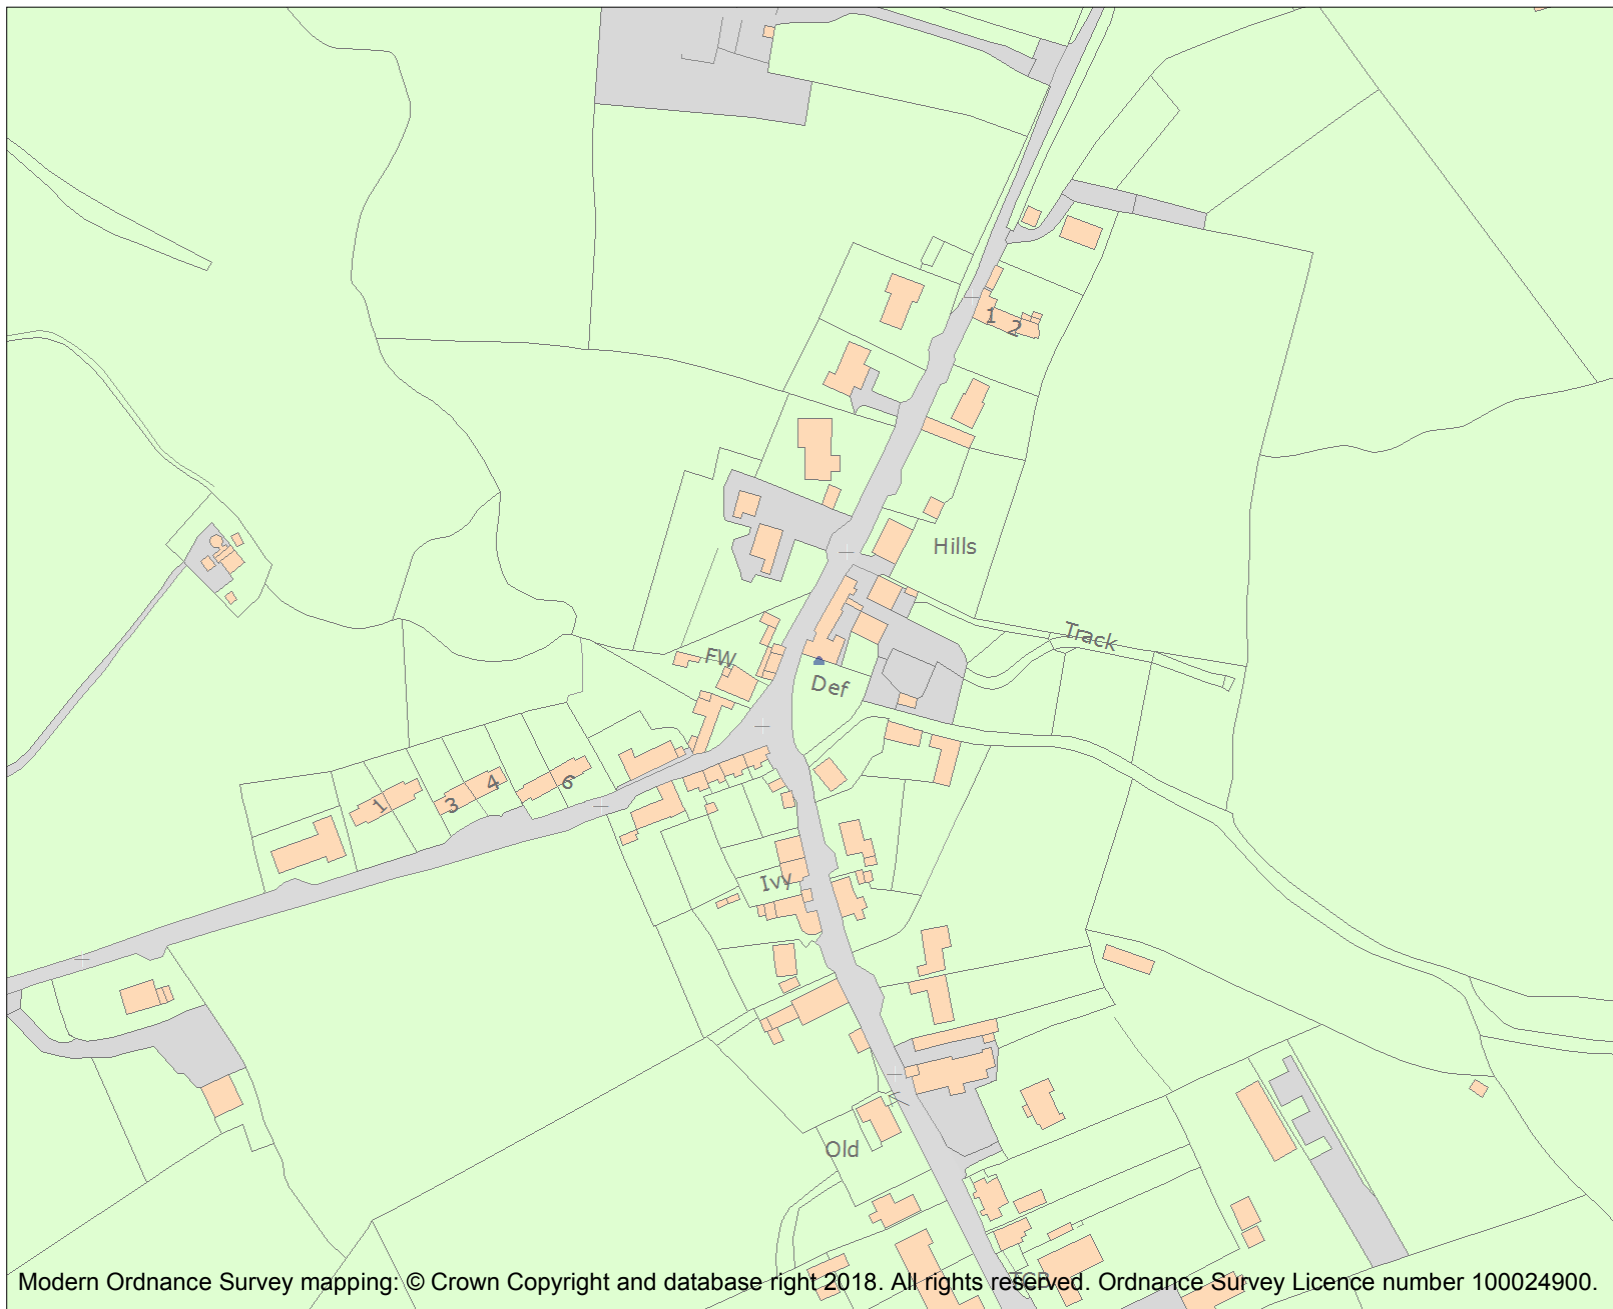 1
2
Hills
Track
FW
Def
1
3
4
6
Ivy
Old
TCB
Modern Ordnance Survey mapping: © Crown Copyright and database right 2018. All rights reserved. Ordnance Survey Licence number 100024900.